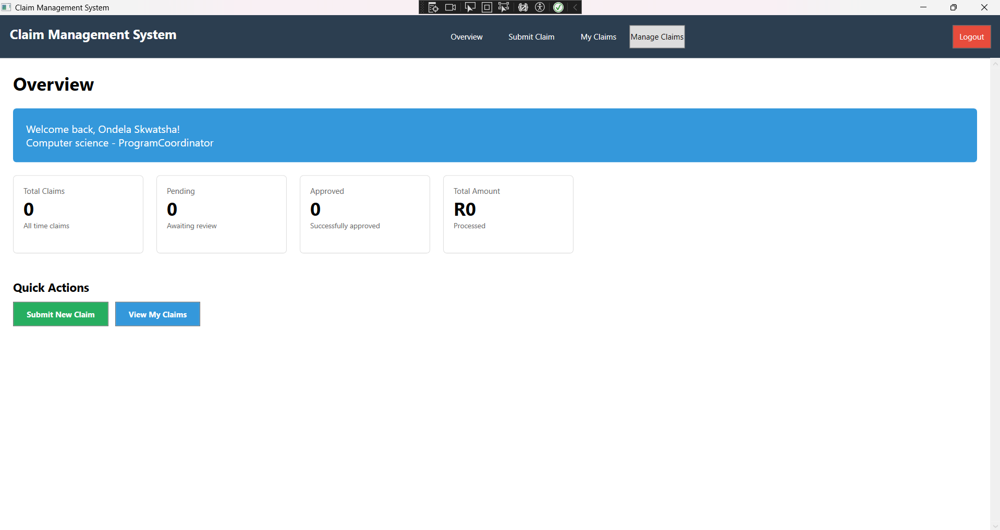 Claim Management System
Claim Management System
Overview
Submit Claim
My Claims
Manage Claims
Logout
Overview
Welcome back, Ondela Skwatsha!
Computer science - ProgramCoordinator
Total Claims
0
All time claims
Pending
0
Awaiting review
Approved
0
Successfully approved
Total Amount
R0
Processed
Quick Actions
Submit New Claim
View My Claims